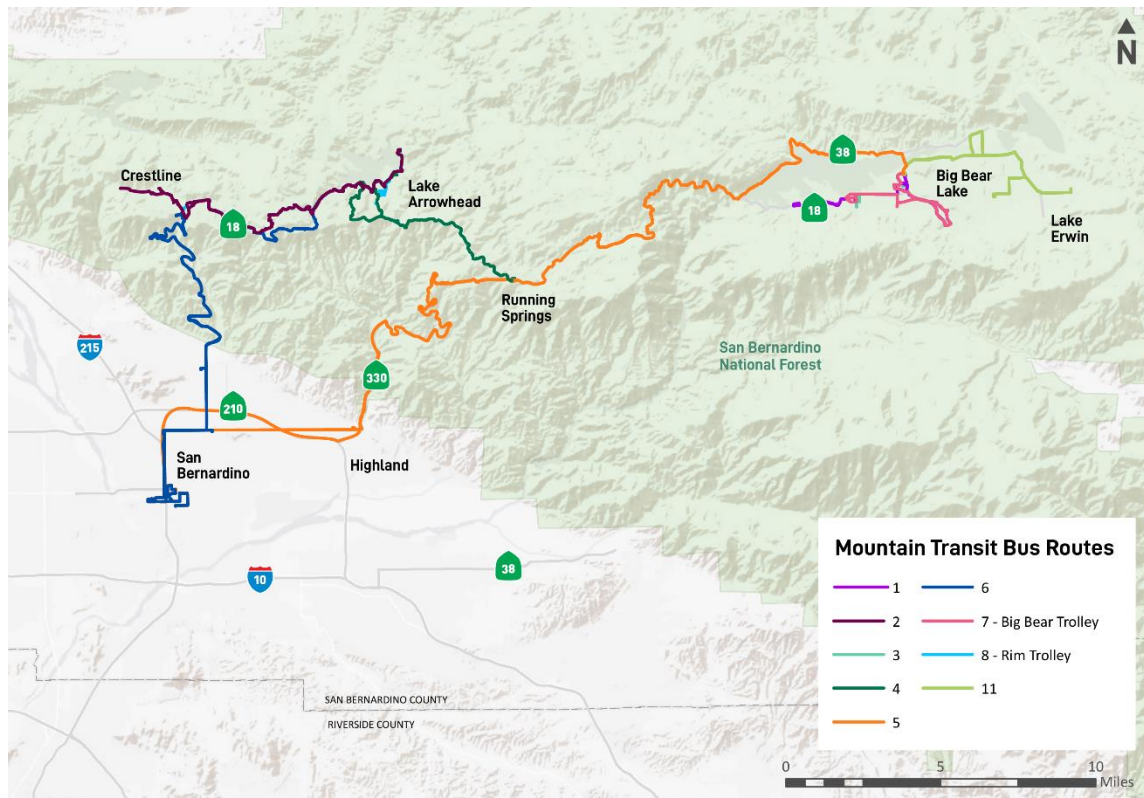 N
38
Crestline
Lake
Arrowhead
Big Bear
Lake
18
18
Lake
Erwin
Running
Springs
215
San Bernardino
National Forest
330
210
San
Bernardino
Highland
38
10
Mountain Transit Bus Routes
1
2
3
4
5
6
7 - Big Bear Trolley
8 - Rim Trolley
11
SAN BERNARDINO COUNTY
RIVERSIDE COUNTY
0
5
10
Miles